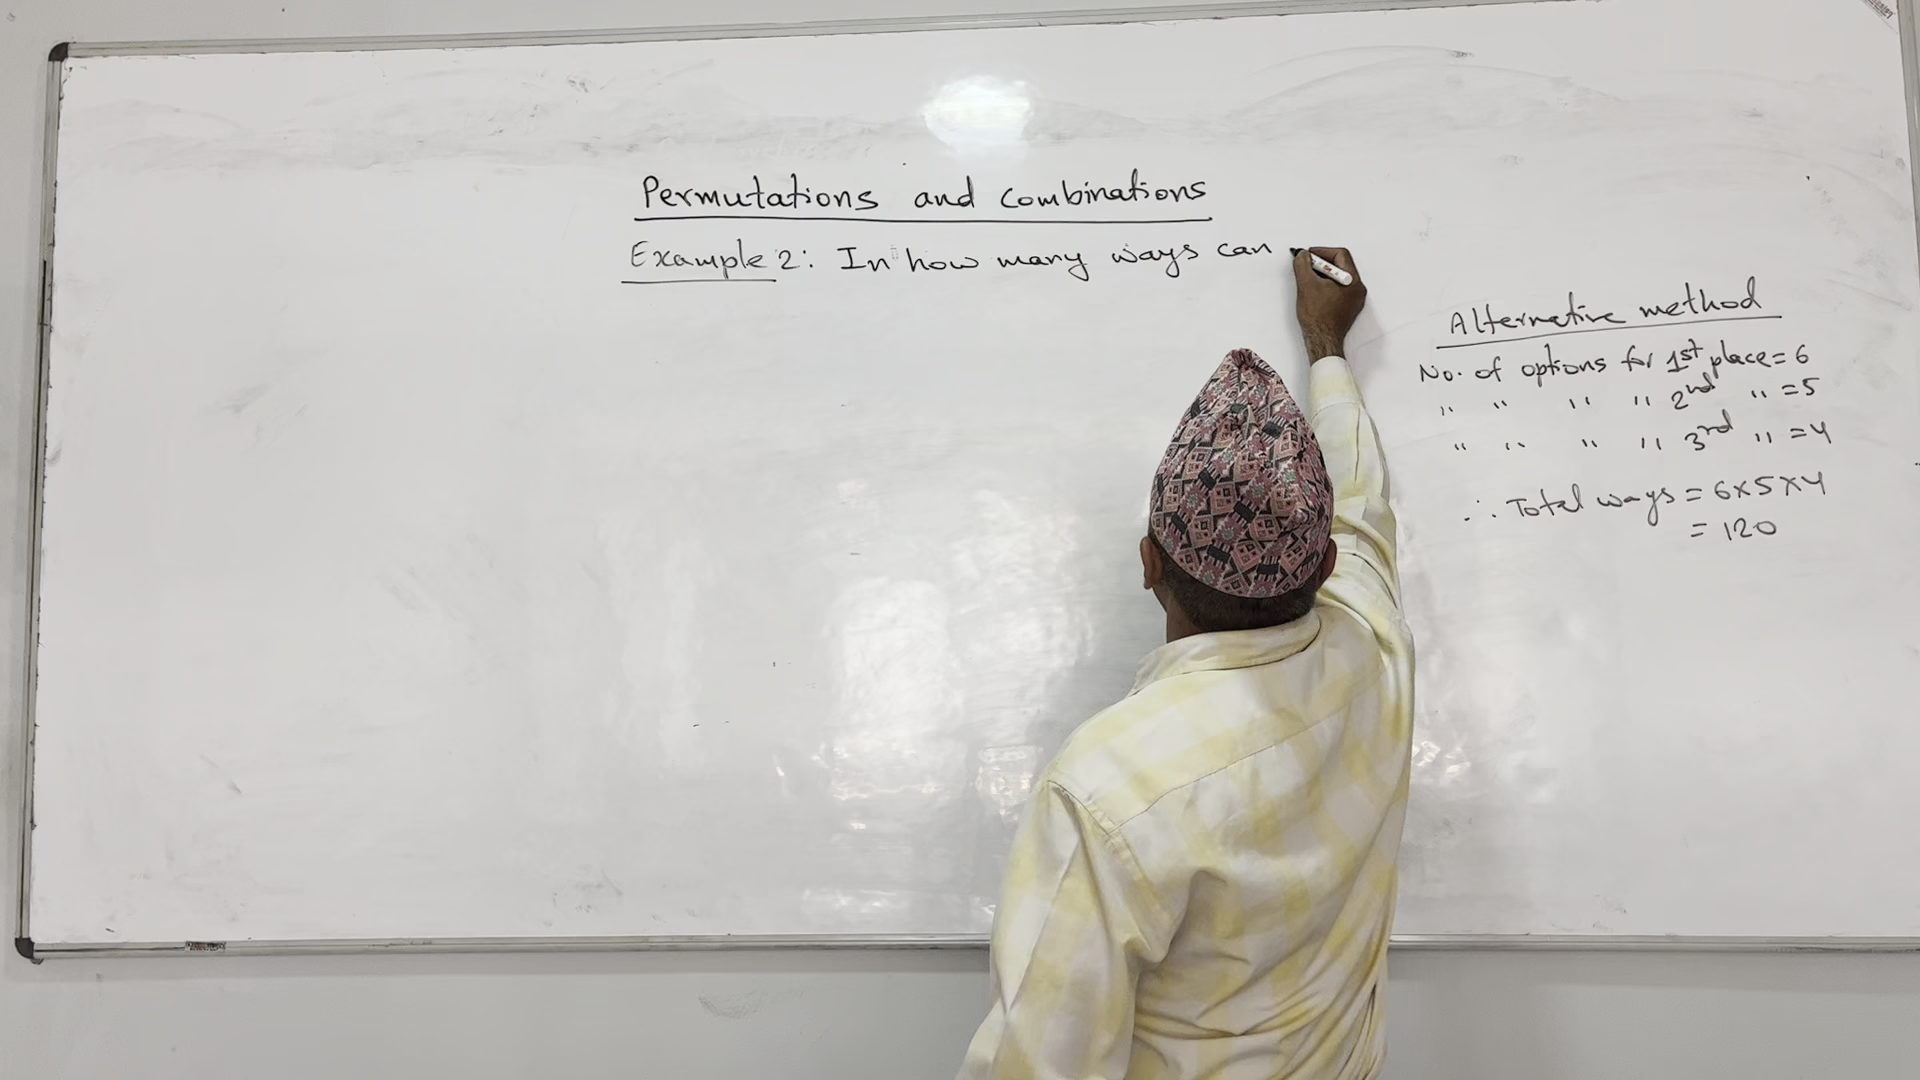 Permutations and combinations
Example 2: In how many ways can
Alternative method
No. of options for 1st place = 6
" " " " 2nd " = 5
" " " " 3rd " = 4
∴ Total ways = 6×5×4
= 120